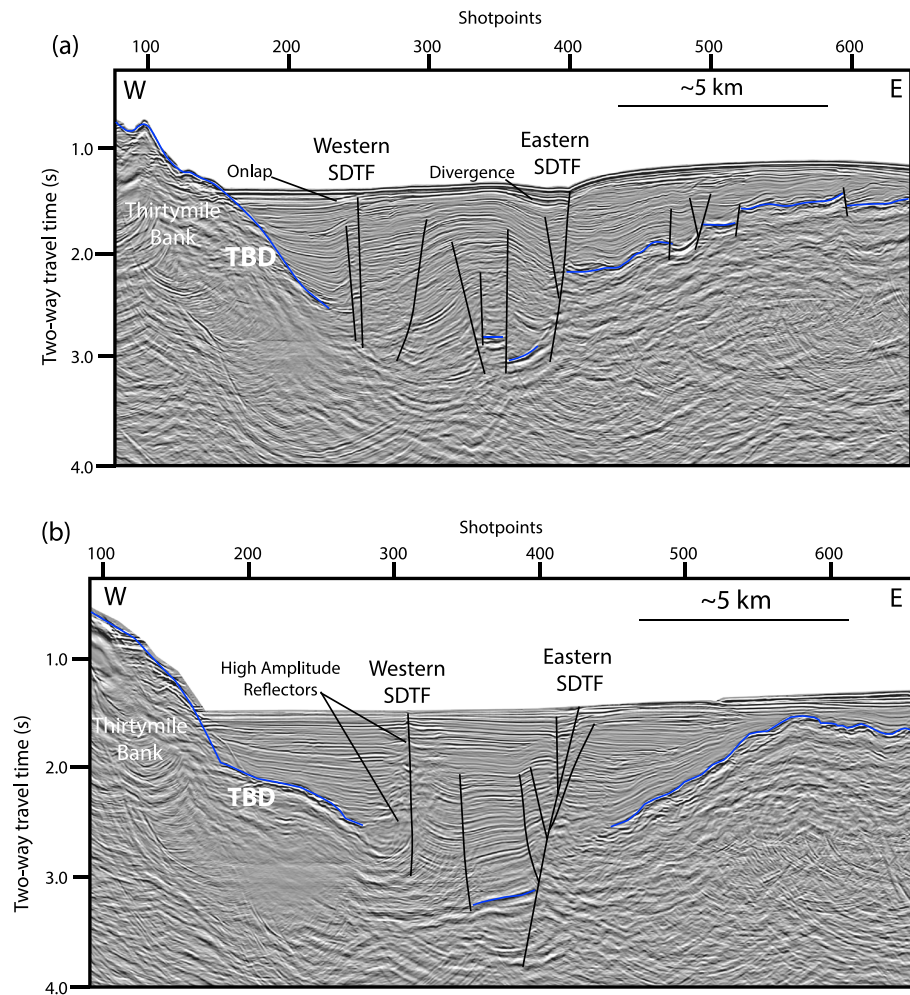 Shotpoints
(a)
100 200 300 400 500 600
W
~5 km
E
Two-way travel time (s)
1.0
2.0
3.0
4.0
Onlap
Western
SDTF
Divergence
Eastern
SDTF
Thirtymile
Bank
TBD
(b)
Shotpoints
100 200 300 400 500 600
W
~5 km
E
Two-way travel time (s)
1.0
2.0
3.0
4.0
High Amplitude
Reflectors
Western
SDTF
Eastern
SDTF
Thirtymile
Bank
TBD